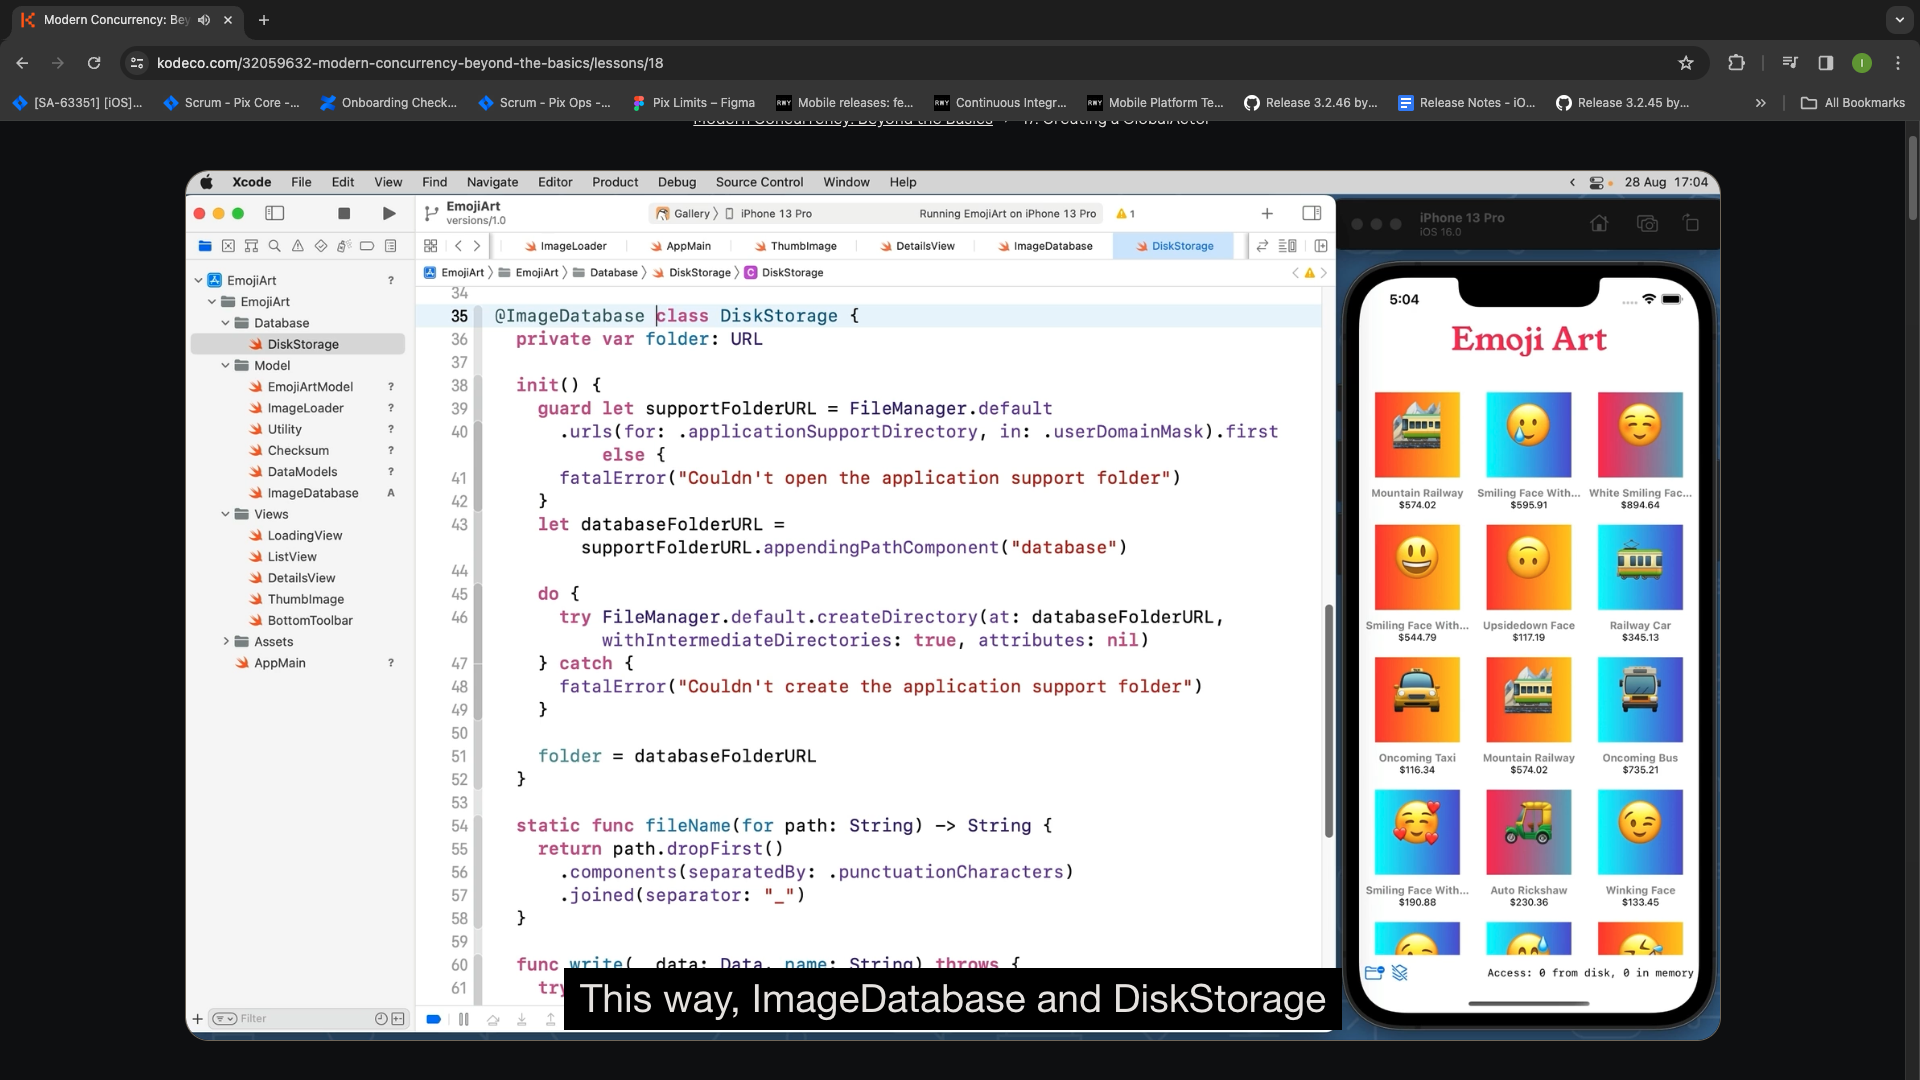 Modern Concurrency: Bey
kodeco.com/32059632-modern-concurrency-beyond-the-basics/lessons/18
I
[SA-63351] [iOS]...
Scrum - Pix Core -...
Onboarding Check...
Scrum - Pix Ops -...
Pix Limits – Figma
Mobile releases: fe...
Continuous Integr...
Mobile Platform Te...
Release 3.2.46 by...
Release Notes - iO...
Release 3.2.45 by...
All Bookmarks
Modern Concurrency: Beyond the Basics
17. Creating a GlobalActor
Xcode File Edit View Find Navigate Editor Product Debug Source Control Window Help
28 Aug 17:04
EmojiArt
versions/1.0
Gallery
iPhone 13 Pro
Running EmojiArt on iPhone 13 Pro
1
ImageLoader
AppMain
ThumbImage
DetailsView
ImageDatabase
DiskStorage
EmojiArt
EmojiArt
Database
DiskStorage
DiskStorage
EmojiArt ?
EmojiArt
Database
DiskStorage
Model
EmojiArtModel ?
ImageLoader ?
Utility ?
Checksum ?
DataModels ?
ImageDatabase A
Views
LoadingView
ListView
DetailsView
ThumbImage
BottomToolbar
Assets
AppMain ?
Filter
34
35 @ImageDatabase class DiskStorage {
36 private var folder: URL
37
38 init() {
39 guard let supportFolderURL = FileManager.default
40 .urls(for: .applicationSupportDirectory, in: .userDomainMask).first
else {
41 fatalError("Couldn't open the application support folder")
42 }
43 let databaseFolderURL =
supportFolderURL.appendingPathComponent("database")
44
45 do {
46 try FileManager.default.createDirectory(at: databaseFolderURL,
withIntermediateDirectories: true, attributes: nil)
47 } catch {
48 fatalError("Couldn't create the application support folder")
49 }
50
51 folder = databaseFolderURL
52 }
53
54 static func fileName(for path: String) -> String {
55 return path.dropFirst()
56 .components(separatedBy: .punctuationCharacters)
57 .joined(separator: "_")
58 }
59
60 func write(_ data: Data, name: String) throws {
61 try
This way, ImageDatabase and DiskStorage
iPhone 13 Pro
iOS 16.0
5:04
Emoji Art
Mountain Railway
$574.02
Smiling Face With...
$595.91
White Smiling Fac...
$894.64
Smiling Face With...
$544.79
Upsidedown Face
$117.19
Railway Car
$345.13
Oncoming Taxi
$116.34
Mountain Railway
$574.02
Oncoming Bus
$735.21
Smiling Face With...
$190.88
Auto Rickshaw
$230.36
Winking Face
$133.45
Access: 0 from disk, 0 in memory